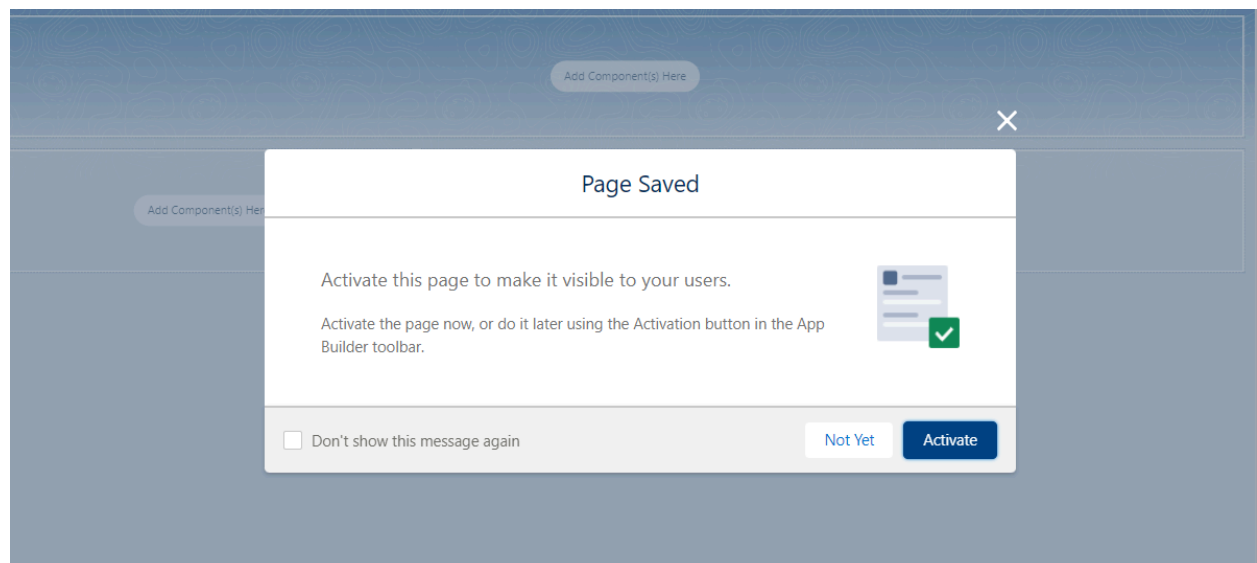 Add Component(s) Here
Page Saved
Add Component(s) Her
Activate this page to make it visible to your users.
Activate the page now, or do it later using the Activation button in the App
Builder toolbar.
Don't show this message again
Not Yet
Activate